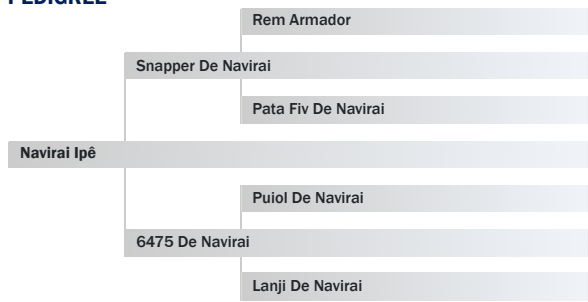 PEDIGREE
Rem Armador
Snapper De Navirai
Pata Fiv De Navirai
Navirai Ipê
Puiol De Navirai
6475 De Navirai
Lanji De Navirai